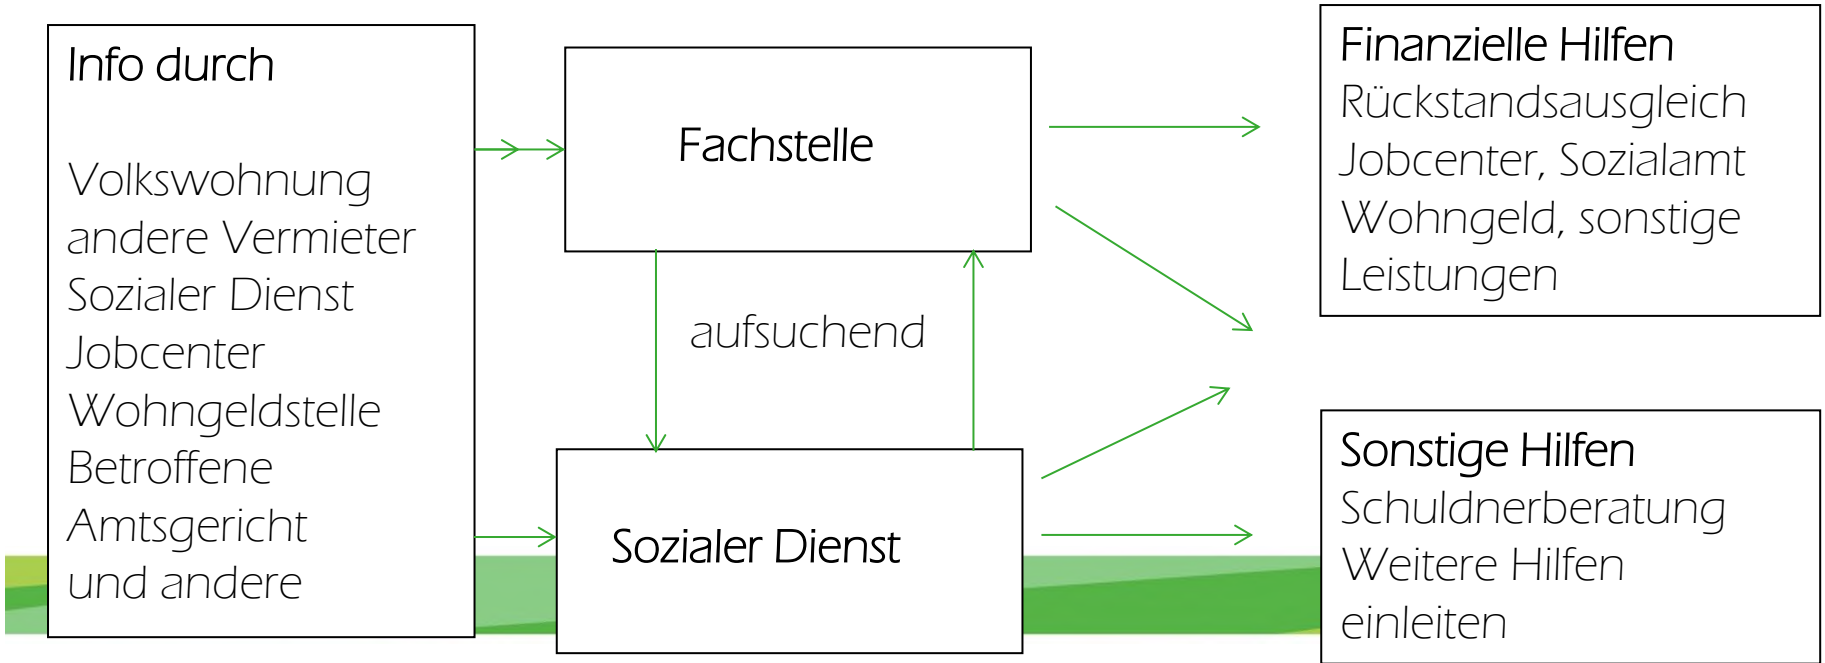 Info durch
Volkswohnung
andere Vermieter
Sozialer Dienst
Jobcenter
Wohngeldstelle
Betroffene
Amtsgericht
und andere
Fachstelle
aufsuchend
Sozialer Dienst
Finanzielle Hilfen
Rückstandsausgleich
Jobcenter, Sozialamt
Wohngeld, sonstige
Leistungen
Sonstige Hilfen
Schuldnerberatung
Weitere Hilfen
einleiten